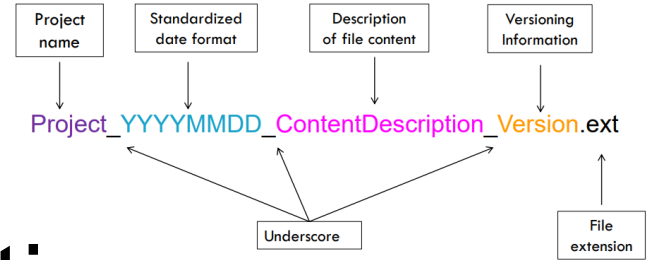 Project
name
Standardized
date format
Description
of file content
Versioning
Information
Project_YYYYMMDD_ContentDescription_Version.ext
Underscore
File
extension